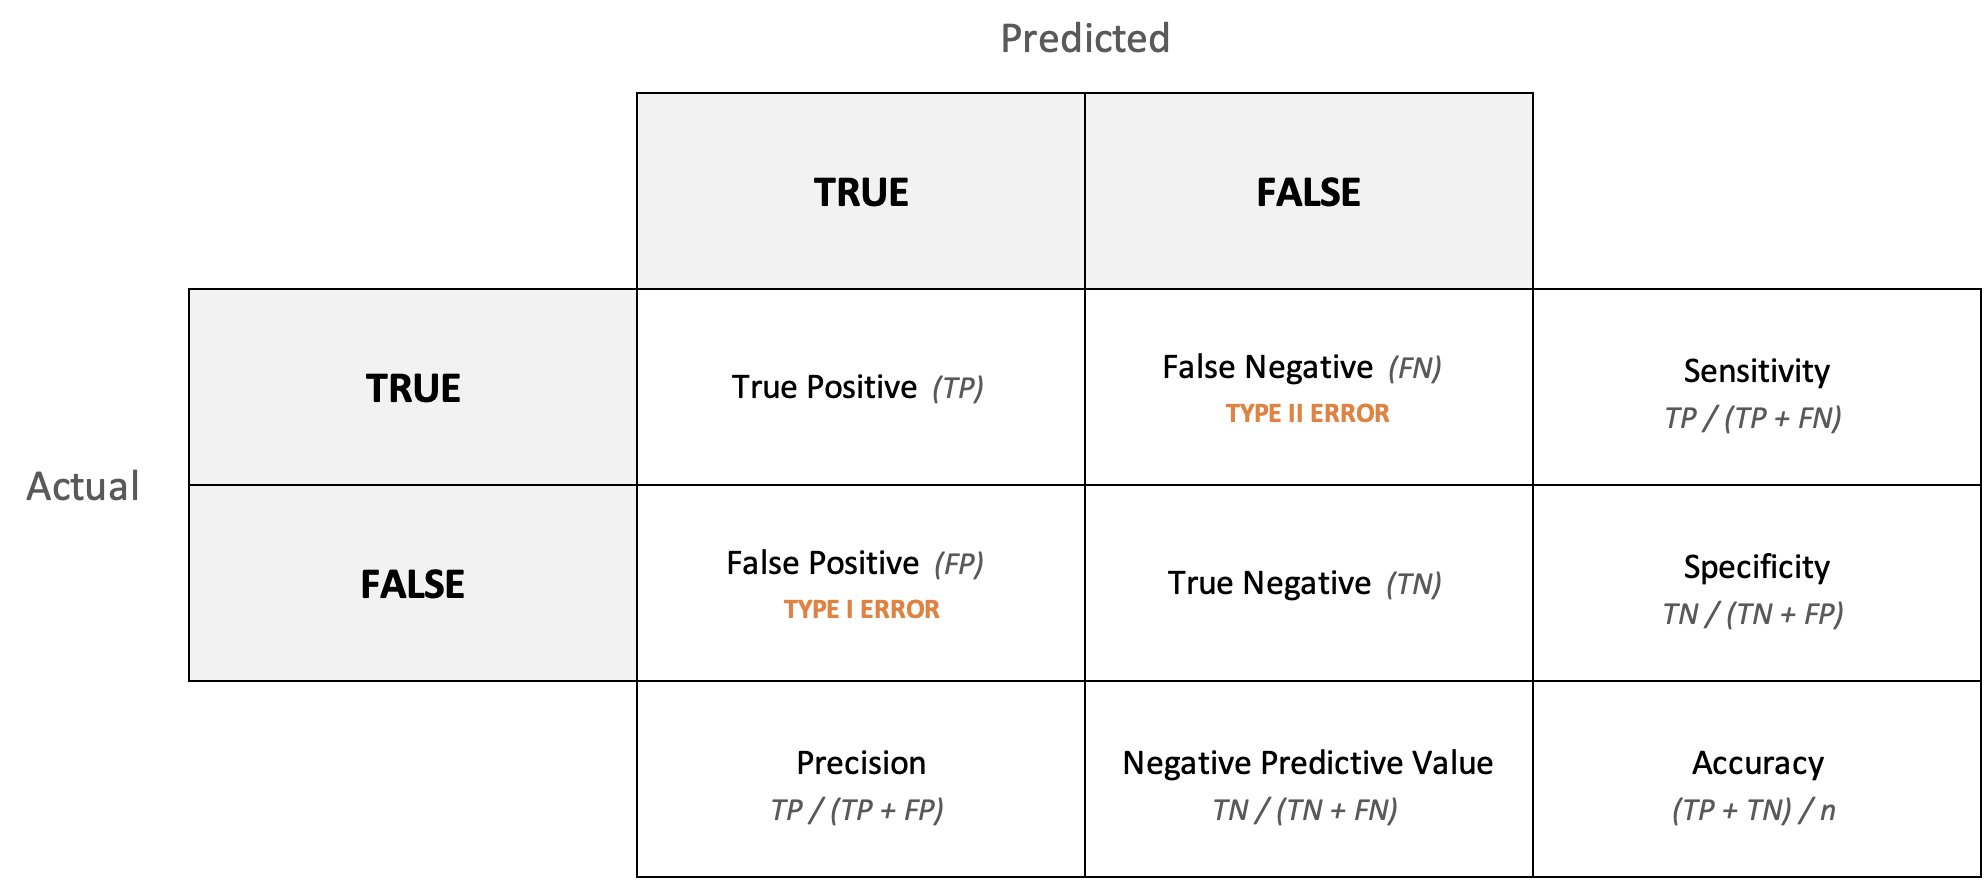 Predicted
TRUE
FALSE
Actual
TRUE
True Positive (TP)
False Negative (FN)
TYPE II ERROR
Sensitivity
TP / (TP + FN)
FALSE
False Positive (FP)
TYPE I ERROR
True Negative (TN)
Specificity
TN / (TN + FP)
Precision
TP / (TP + FP)
Negative Predictive Value
TN / (TN + FN)
Accuracy
(TP + TN) / n